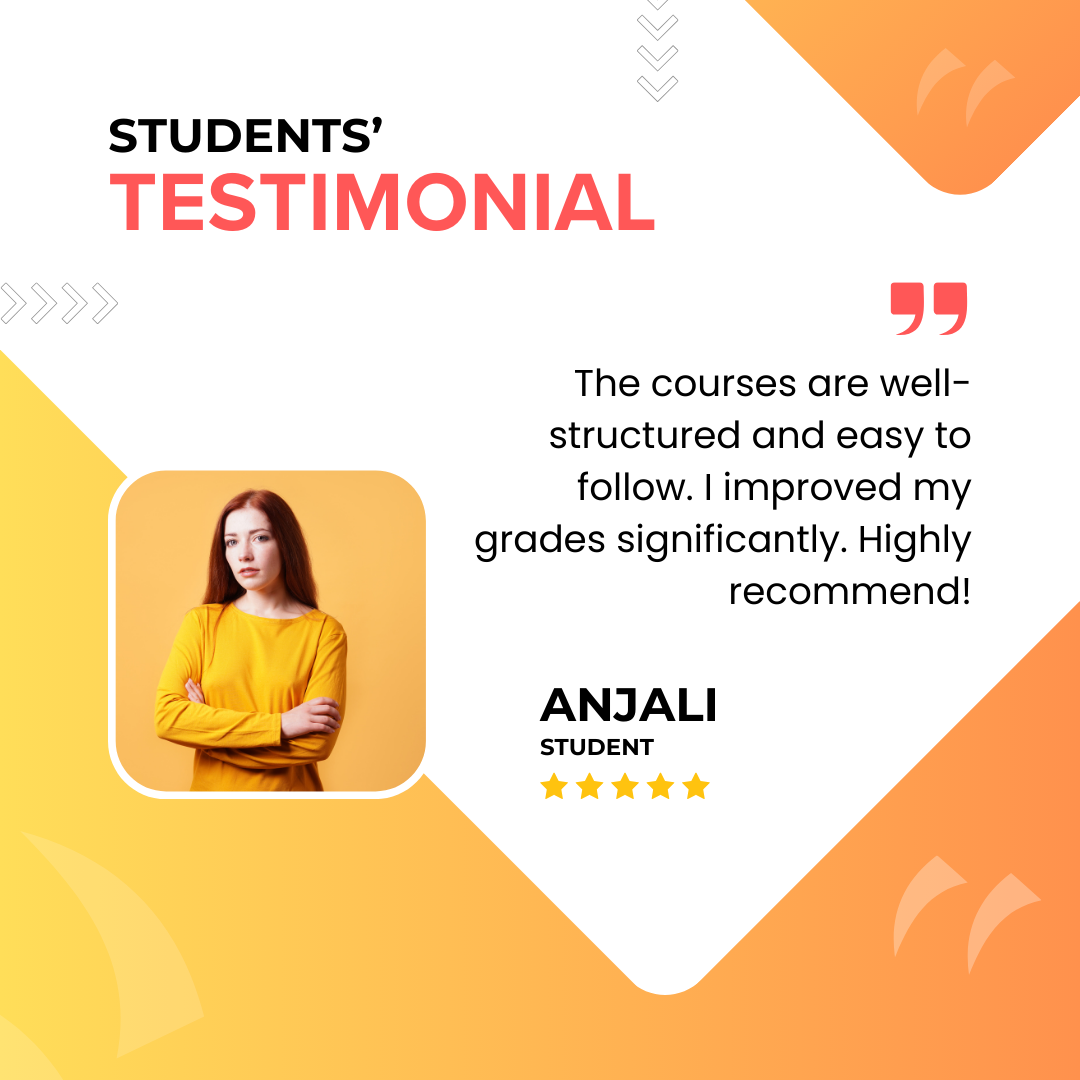 STUDENTS’
TESTIMONIAL
The courses are well-
structured and easy to
follow. I improved my
grades significantly. Highly
recommend!
ANJALI
STUDENT